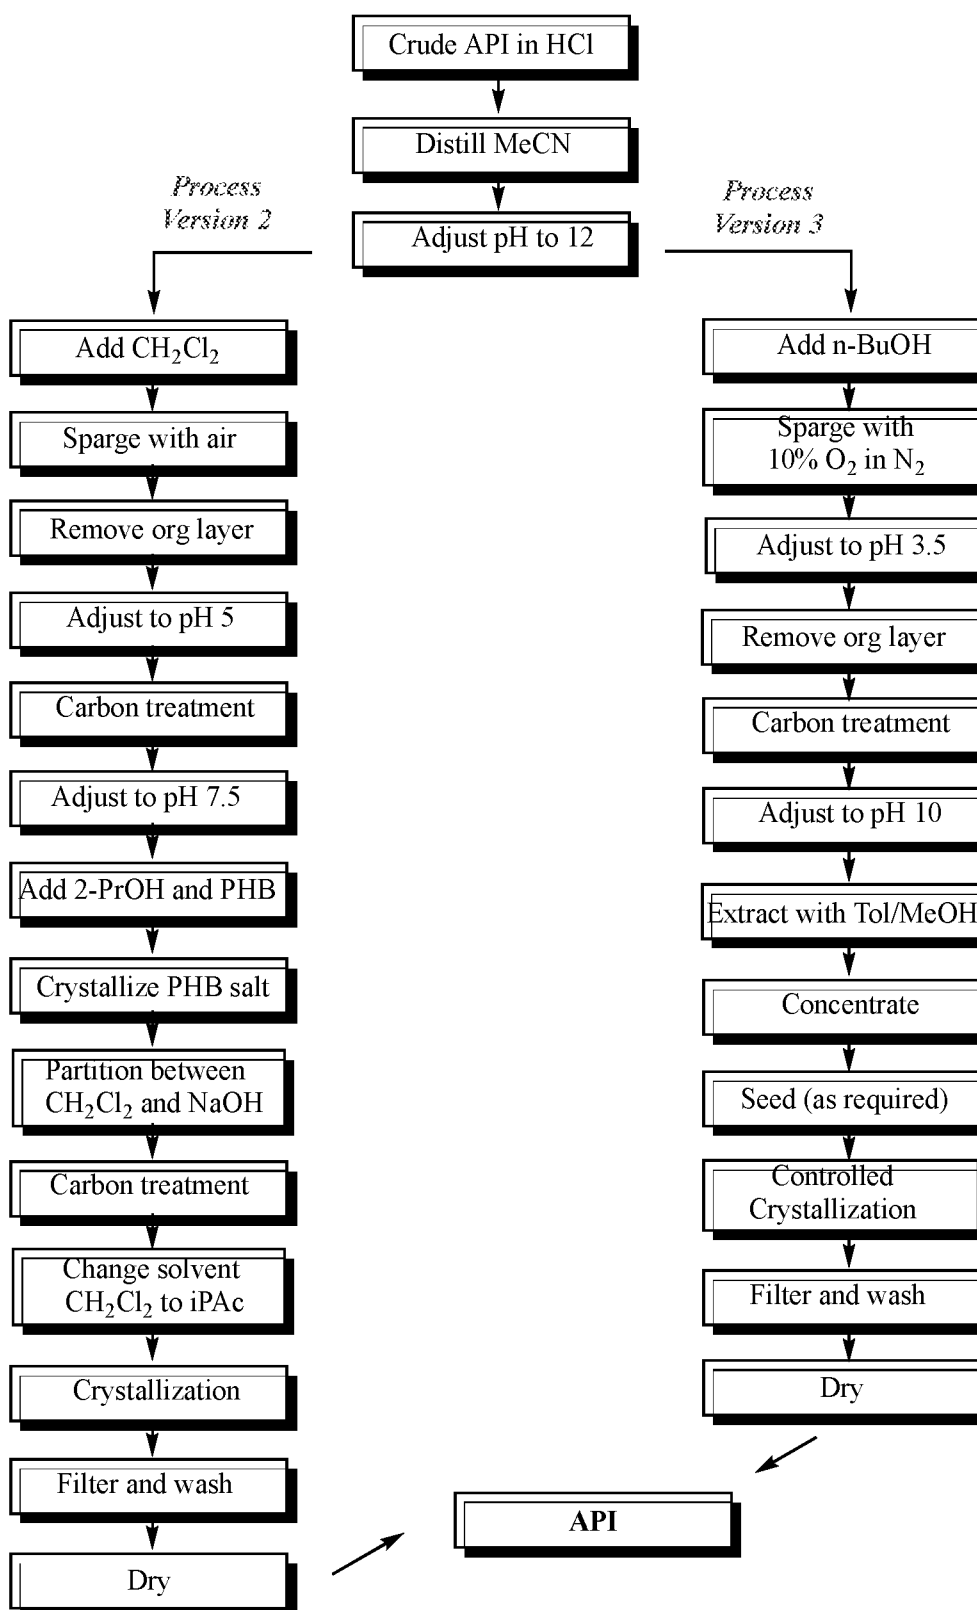 Crude API in HCl
Distill MeCN
Adjust pH to 12
Process
Version 2
Add CH₂Cl₂
Sparge with air
Remove org layer
Adjust to pH 5
Carbon treatment
Adjust to pH 7.5
Add 2-PrOH and PHB
Crystallize PHB salt
Partition between
CH₂Cl₂ and NaOH
Carbon treatment
Change solvent
CH₂Cl₂ to iPAc
Crystallization
Filter and wash
Dry
Process
Version 3
Add n-BuOH
Sparge with
10% O₂ in N₂
Adjust to pH 3.5
Remove org layer
Carbon treatment
Adjust to pH 10
Extract with Tol/MeOH
Concentrate
Seed (as required)
Controlled
Crystallization
Filter and wash
Dry
API